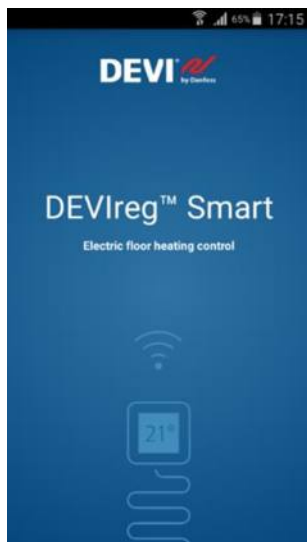 65% 17:15
DEVI
by Danfoss
DEVIreg™ Smart
Electric floor heating control
21°